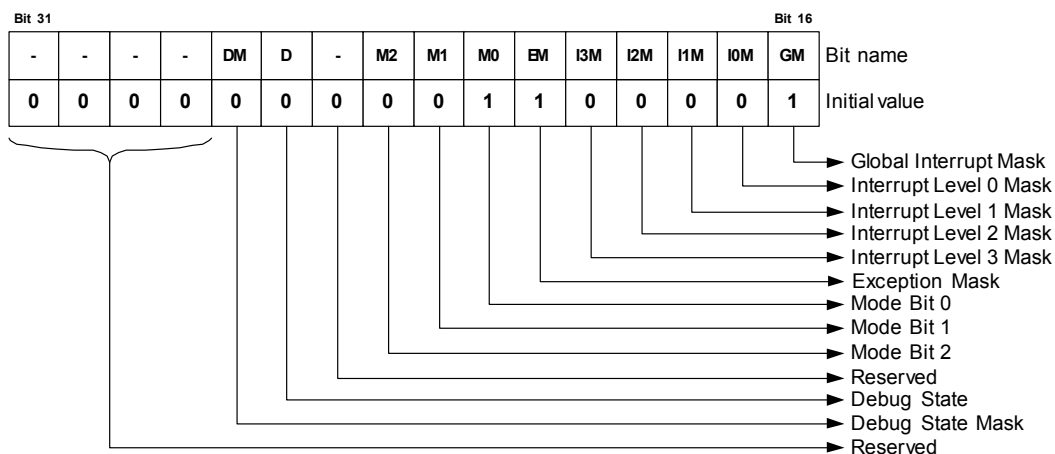 Bit 31 Bit 16
- - - - DM D - M2 M1 M0 EM I3M I2M I1M I0M GM Bit name
0 0 0 0 0 0 0 0 0 1 1 0 0 0 0 1 Initial value
Global Interrupt Mask
Interrupt Level 0 Mask
Interrupt Level 1 Mask
Interrupt Level 2 Mask
Interrupt Level 3 Mask
Exception Mask
Mode Bit 0
Mode Bit 1
Mode Bit 2
Reserved
Debug State
Debug State Mask
Reserved